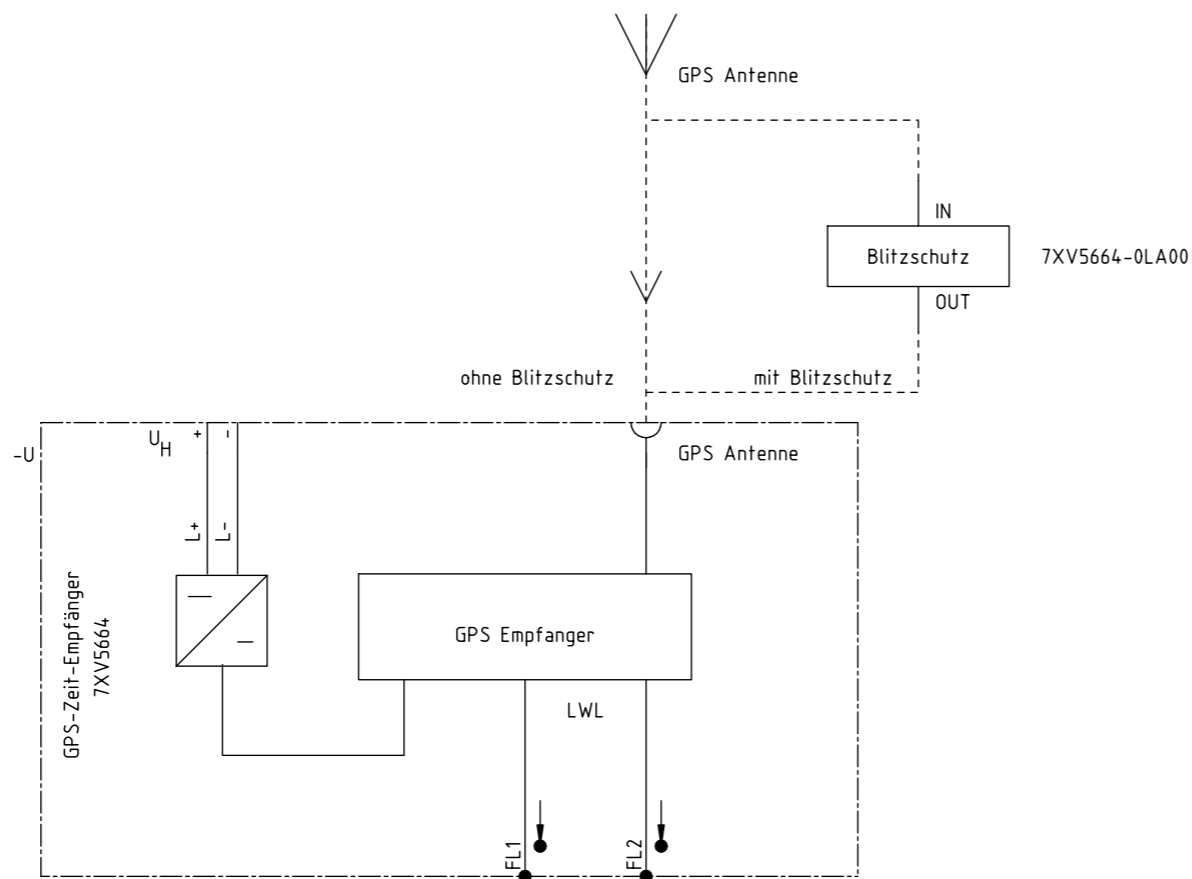 GPS Antenne
IN
Blitzschutz
7XV5664-0LA00
OUT
ohne Blitzschutz
mit Blitzschutz
-U
UH
+
-
GPS Antenne
L+
L-
GPS-Zeit-Empfänger
7XV5664
GPS Empfanger
LWL
FL1
FL2